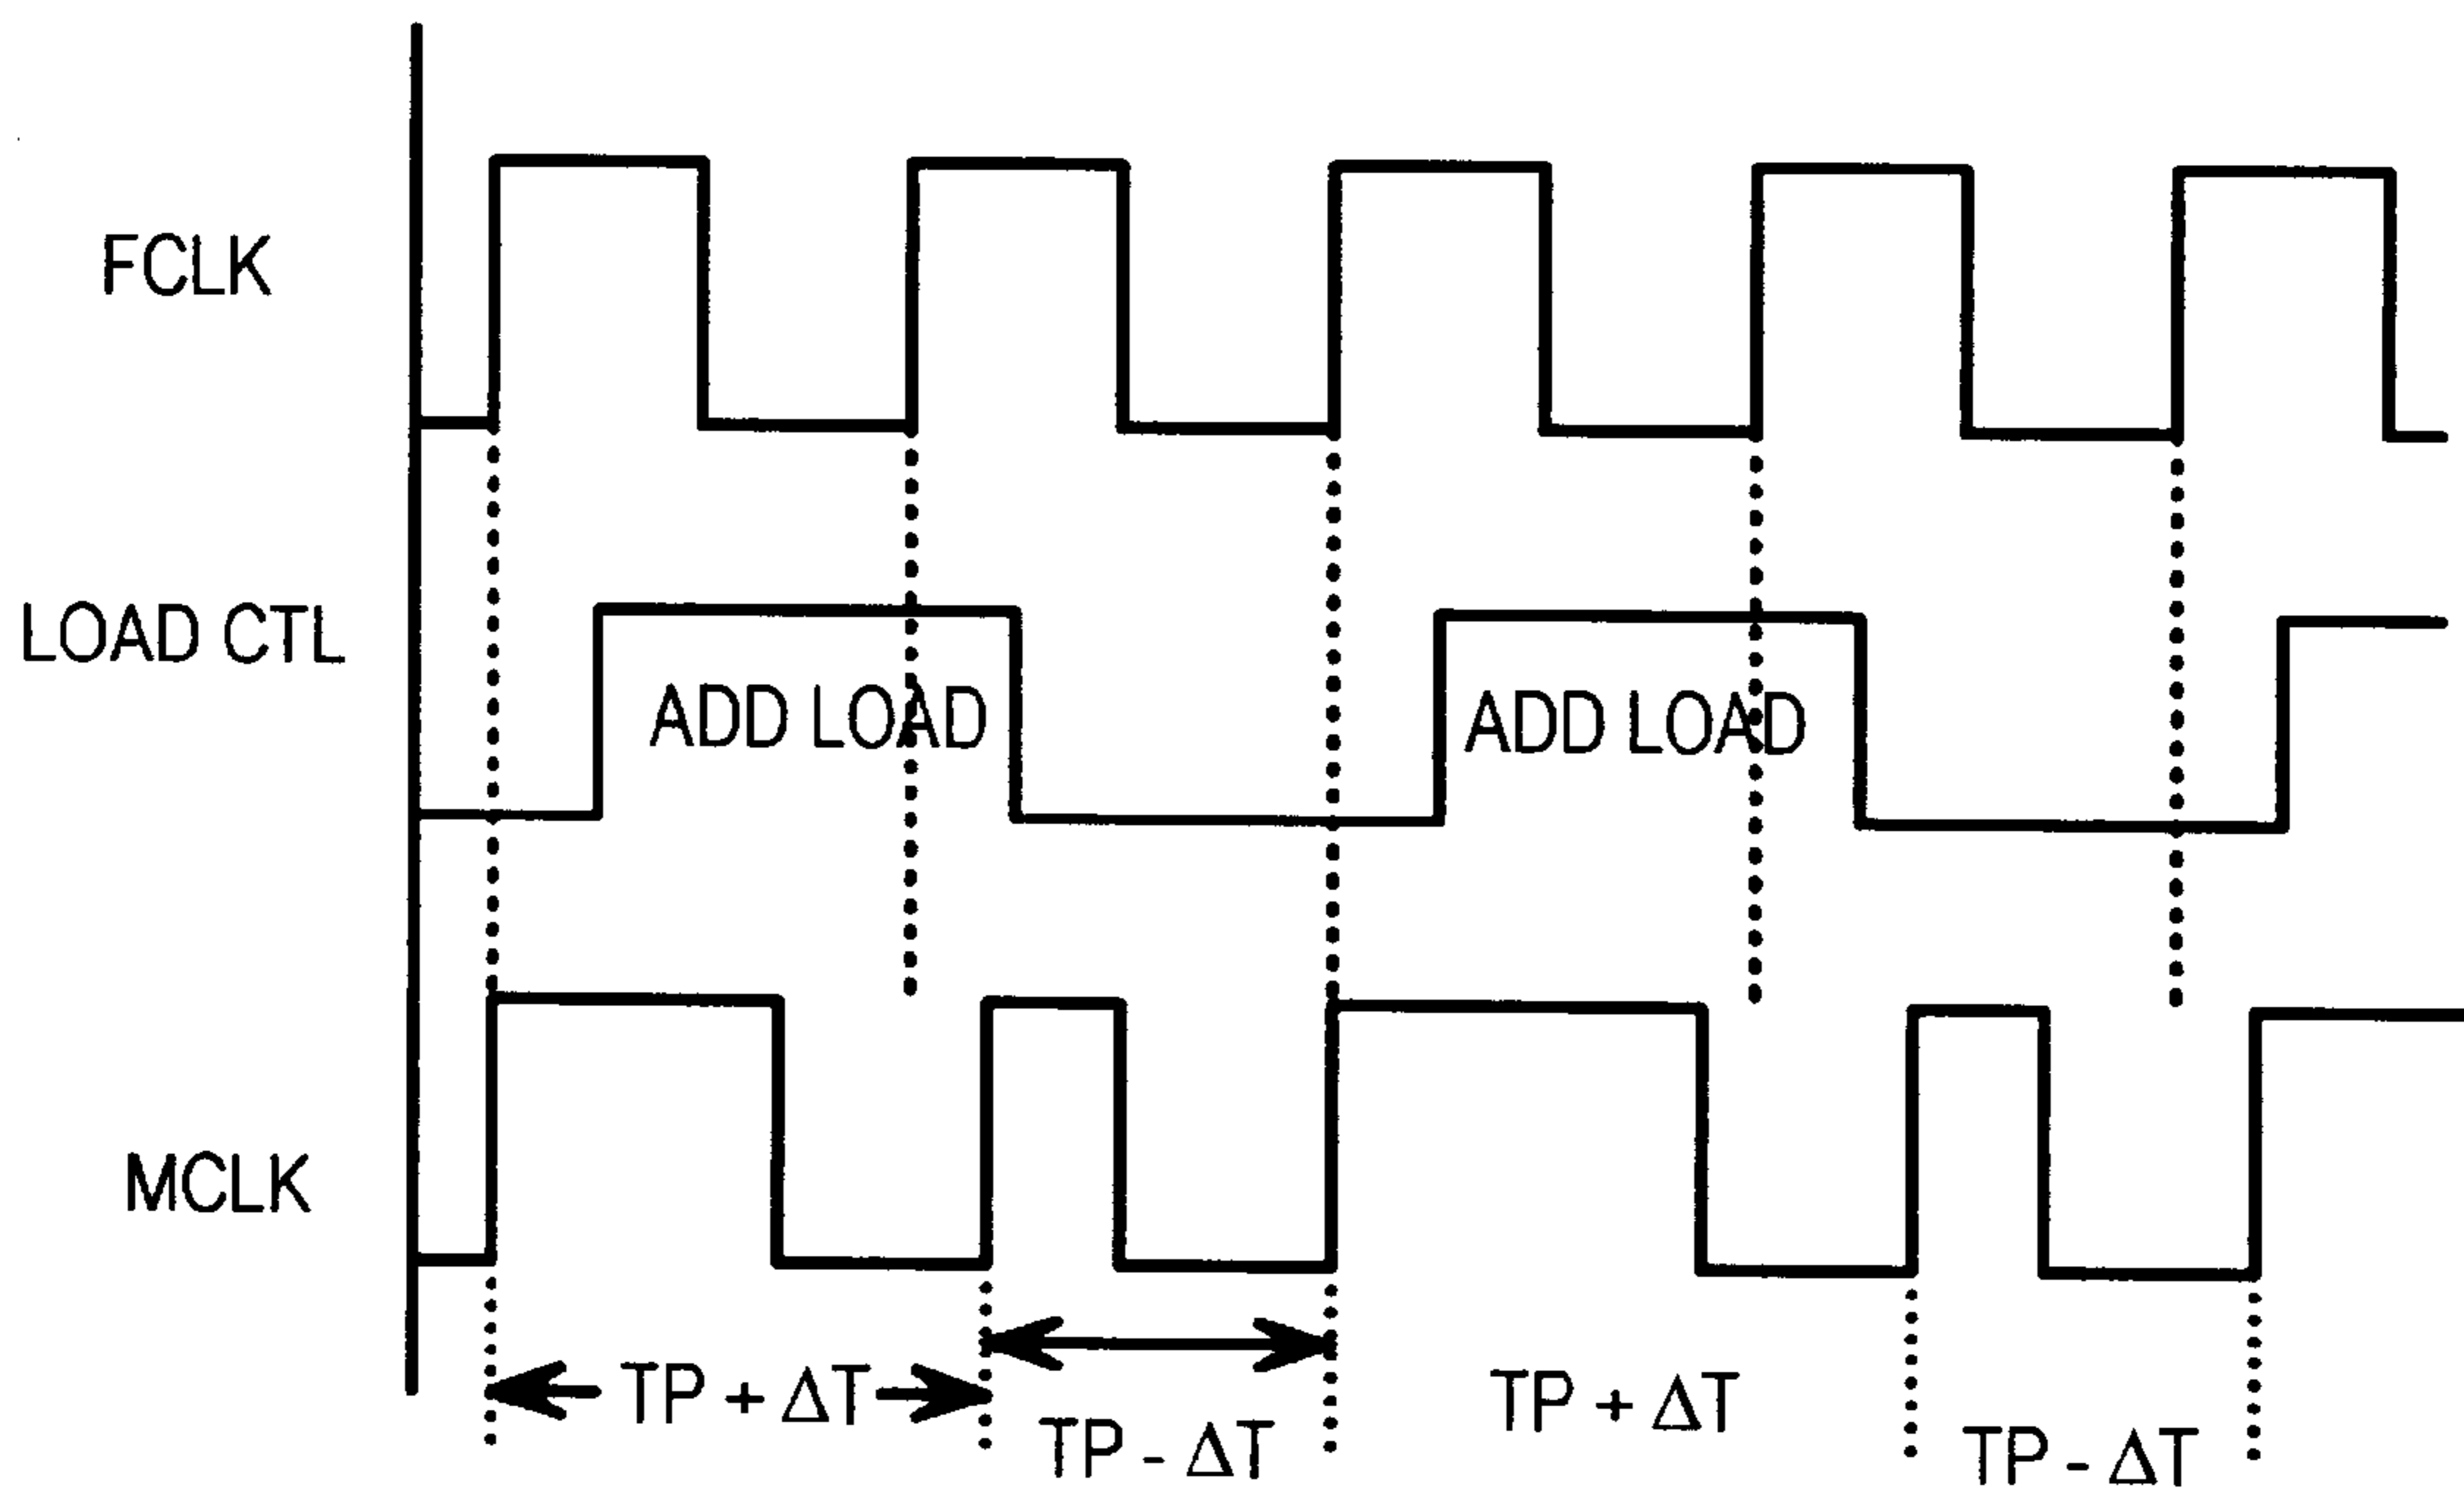 FCLK
LOAD CTL
ADD LOAD
ADD LOAD
MCLK
TP + ΔT
TP - ΔT
TP + ΔT
TP - ΔT